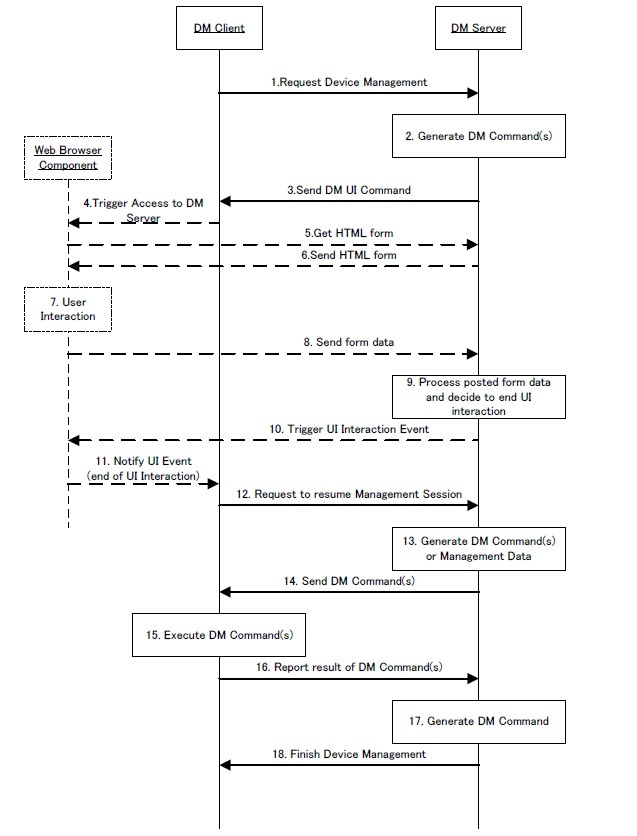 DM Client
DM Server
1.Request Device Management
2. Generate DM Command(s)
Web Browser
Component
3.Send DM UI Command
4.Trigger Access to DM
Server
5.Get HTML form
6.Send HTML form
7. User
Interaction
8. Send form data
9. Process posted form data
and decide to end UI
interaction
10. Trigger UI Interaction Event
11. Notify UI Event
(end of UI Interaction)
12. Request to resume Management Session
13. Generate DM Command(s)
or Management Data
14. Send DM Command(s)
15. Execute DM Command(s)
16. Report result of DM Command(s)
17. Generate DM Command
18. Finish Device Management